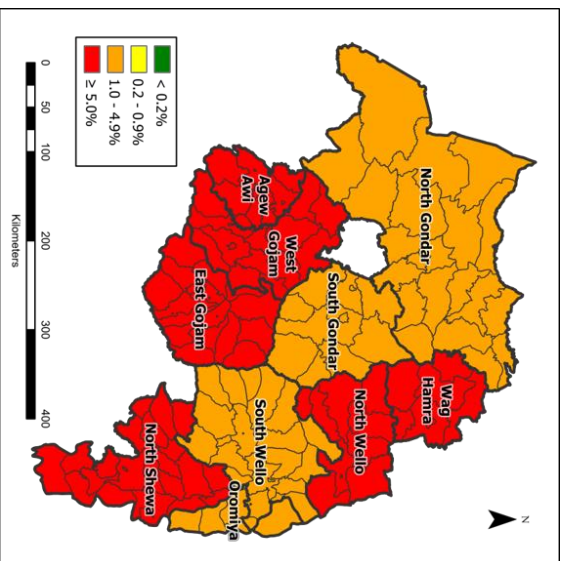 N
North Gondar
Wag
Hamra
South Gondar
North Wello
West
Gojam
Agew
Awi
East Gojam
South Wello
Oromiya
North Shewa
< 0.2%
0.2 - 0.9%
1.0 - 4.9%
≥ 5.0%
0 50 100 200 300 400
Kilometers